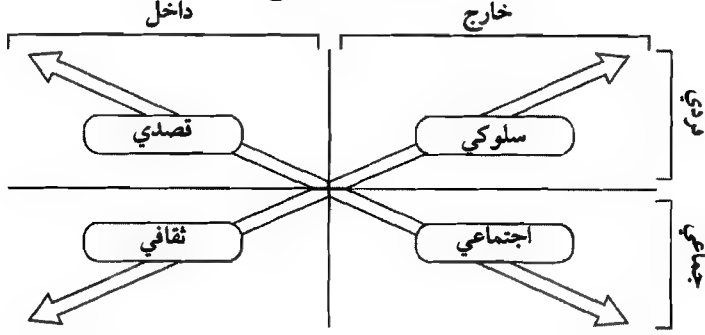 خارج
داخل
فردي
سلوكي
قصدي
جماعي
اجتماعي
ثقافي